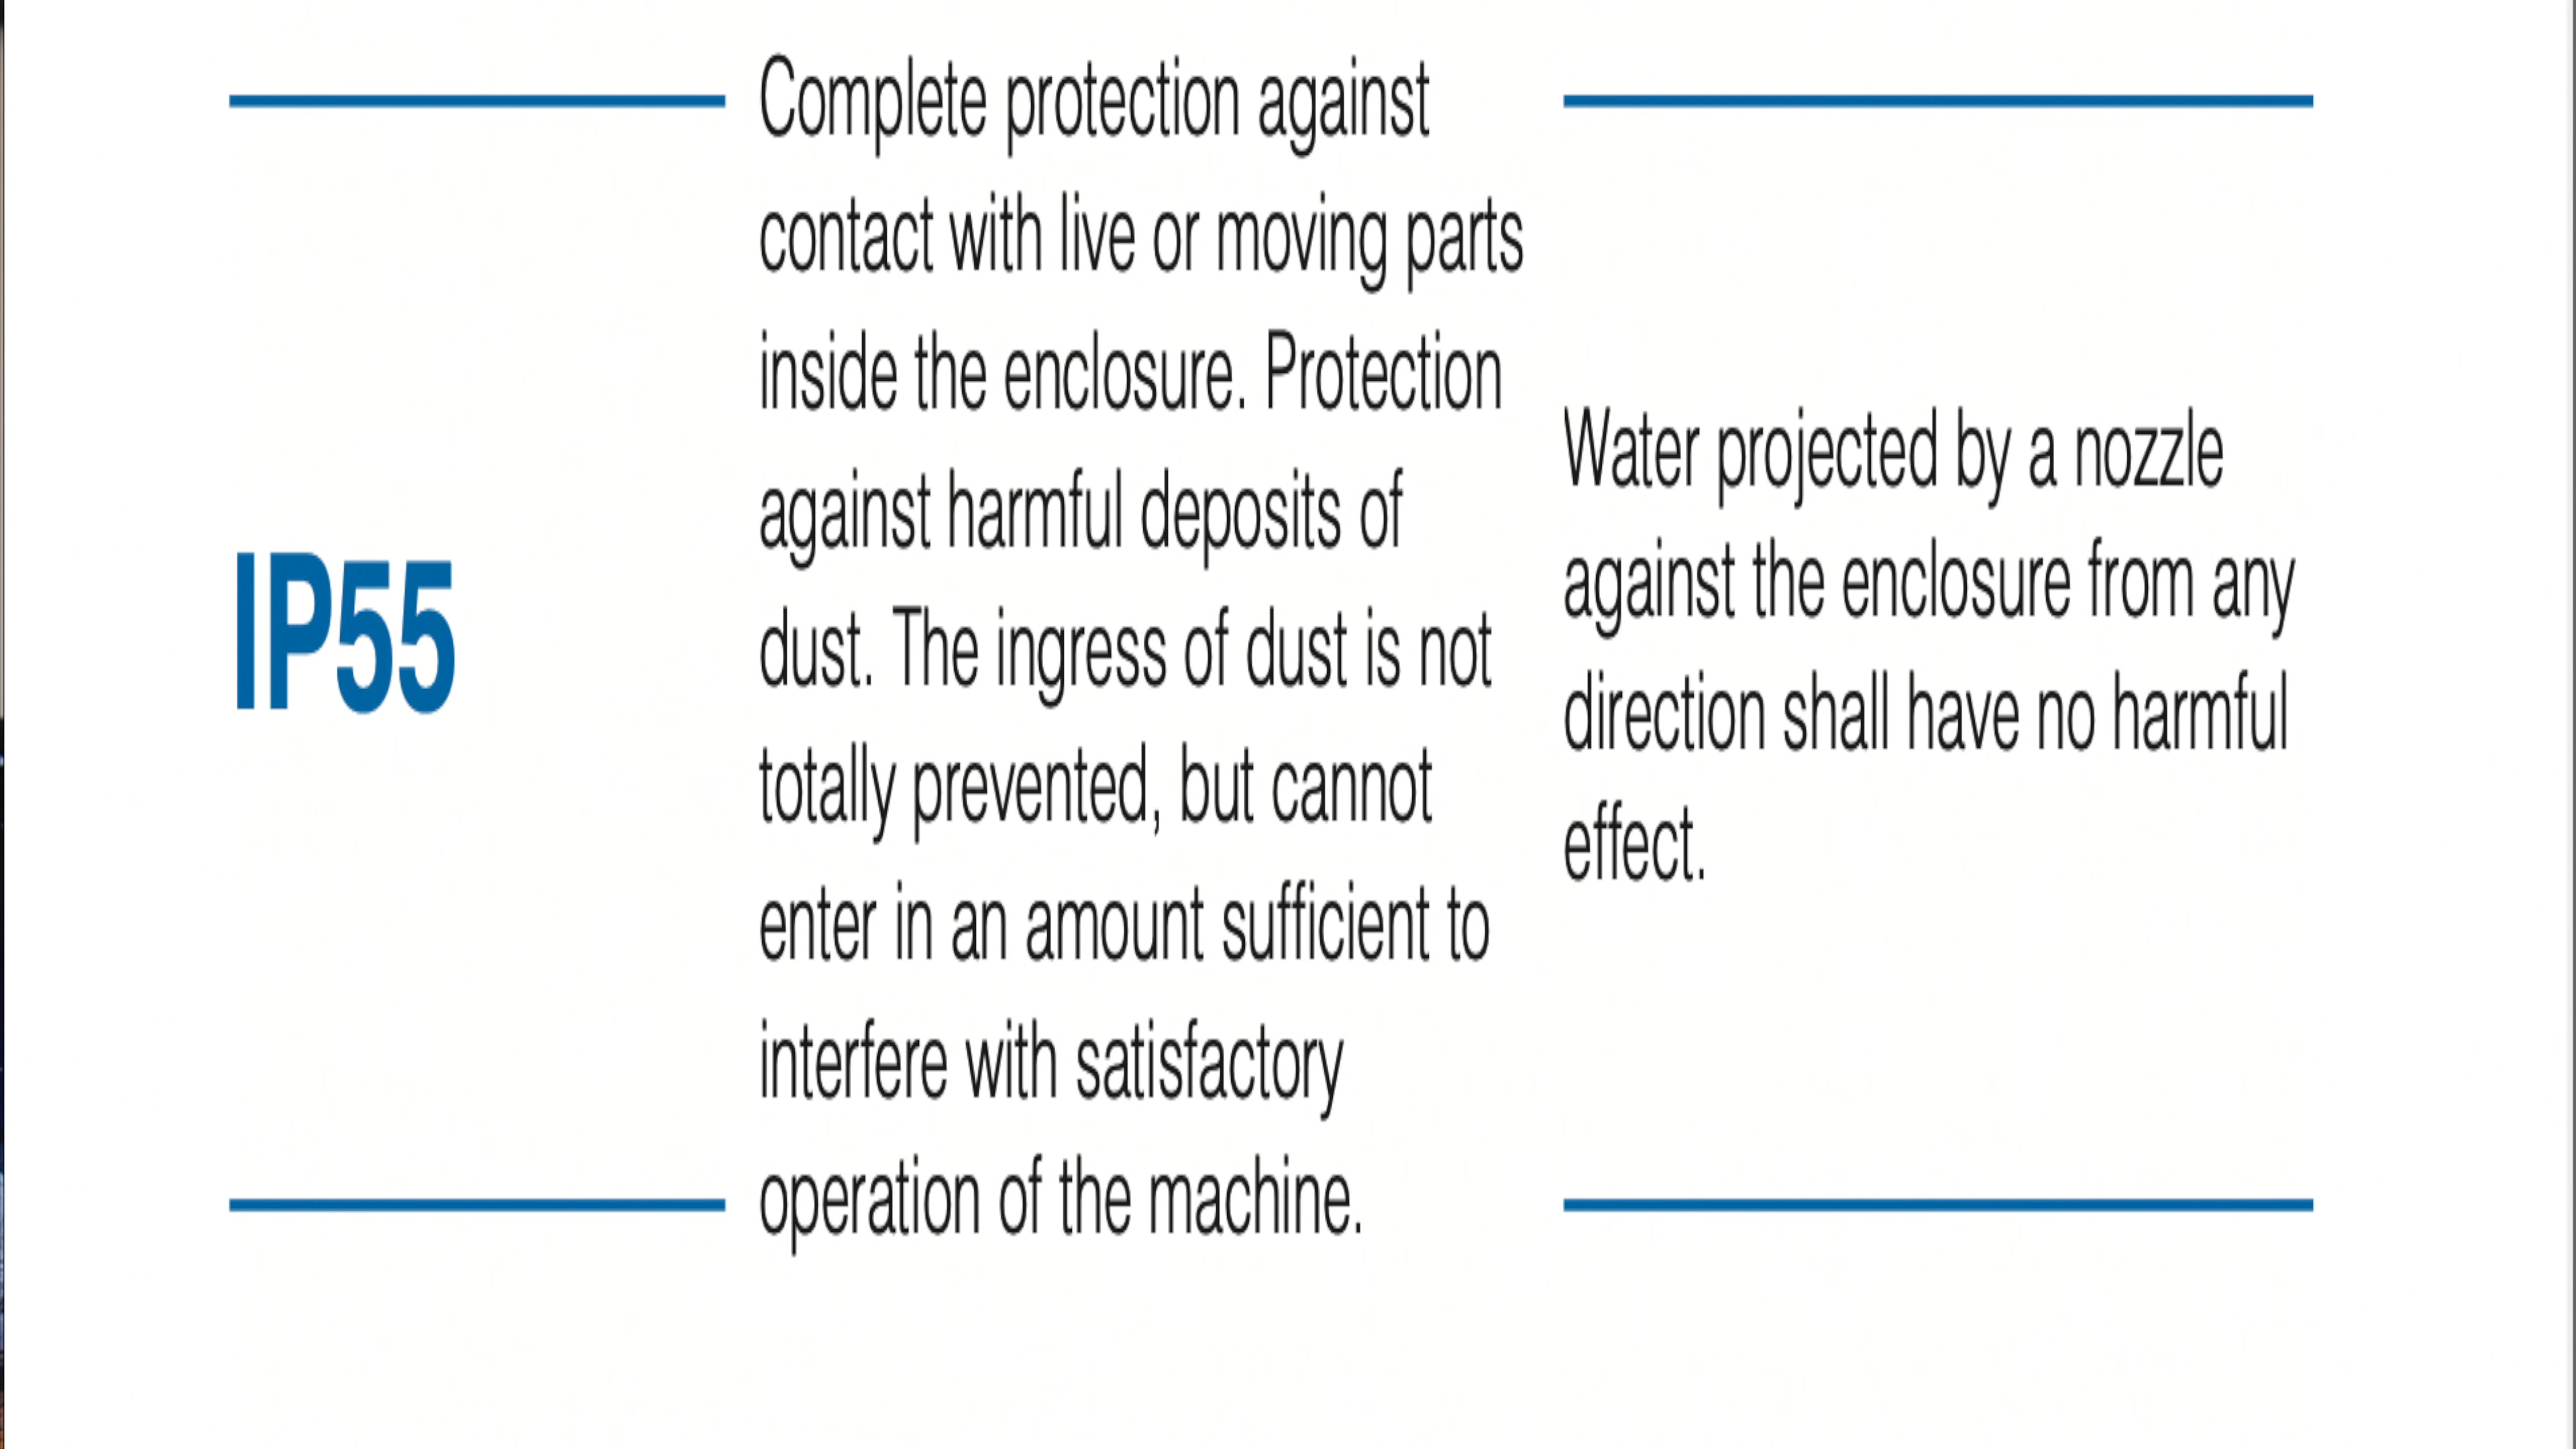 IP55
Complete protection against
contact with live or moving parts
inside the enclosure. Protection
against harmful deposits of
dust. The ingress of dust is not
totally prevented, but cannot
enter in an amount sufficient to
interfere with satisfactory
operation of the machine.
Water projected by a nozzle
against the enclosure from any
direction shall have no harmful
effect.